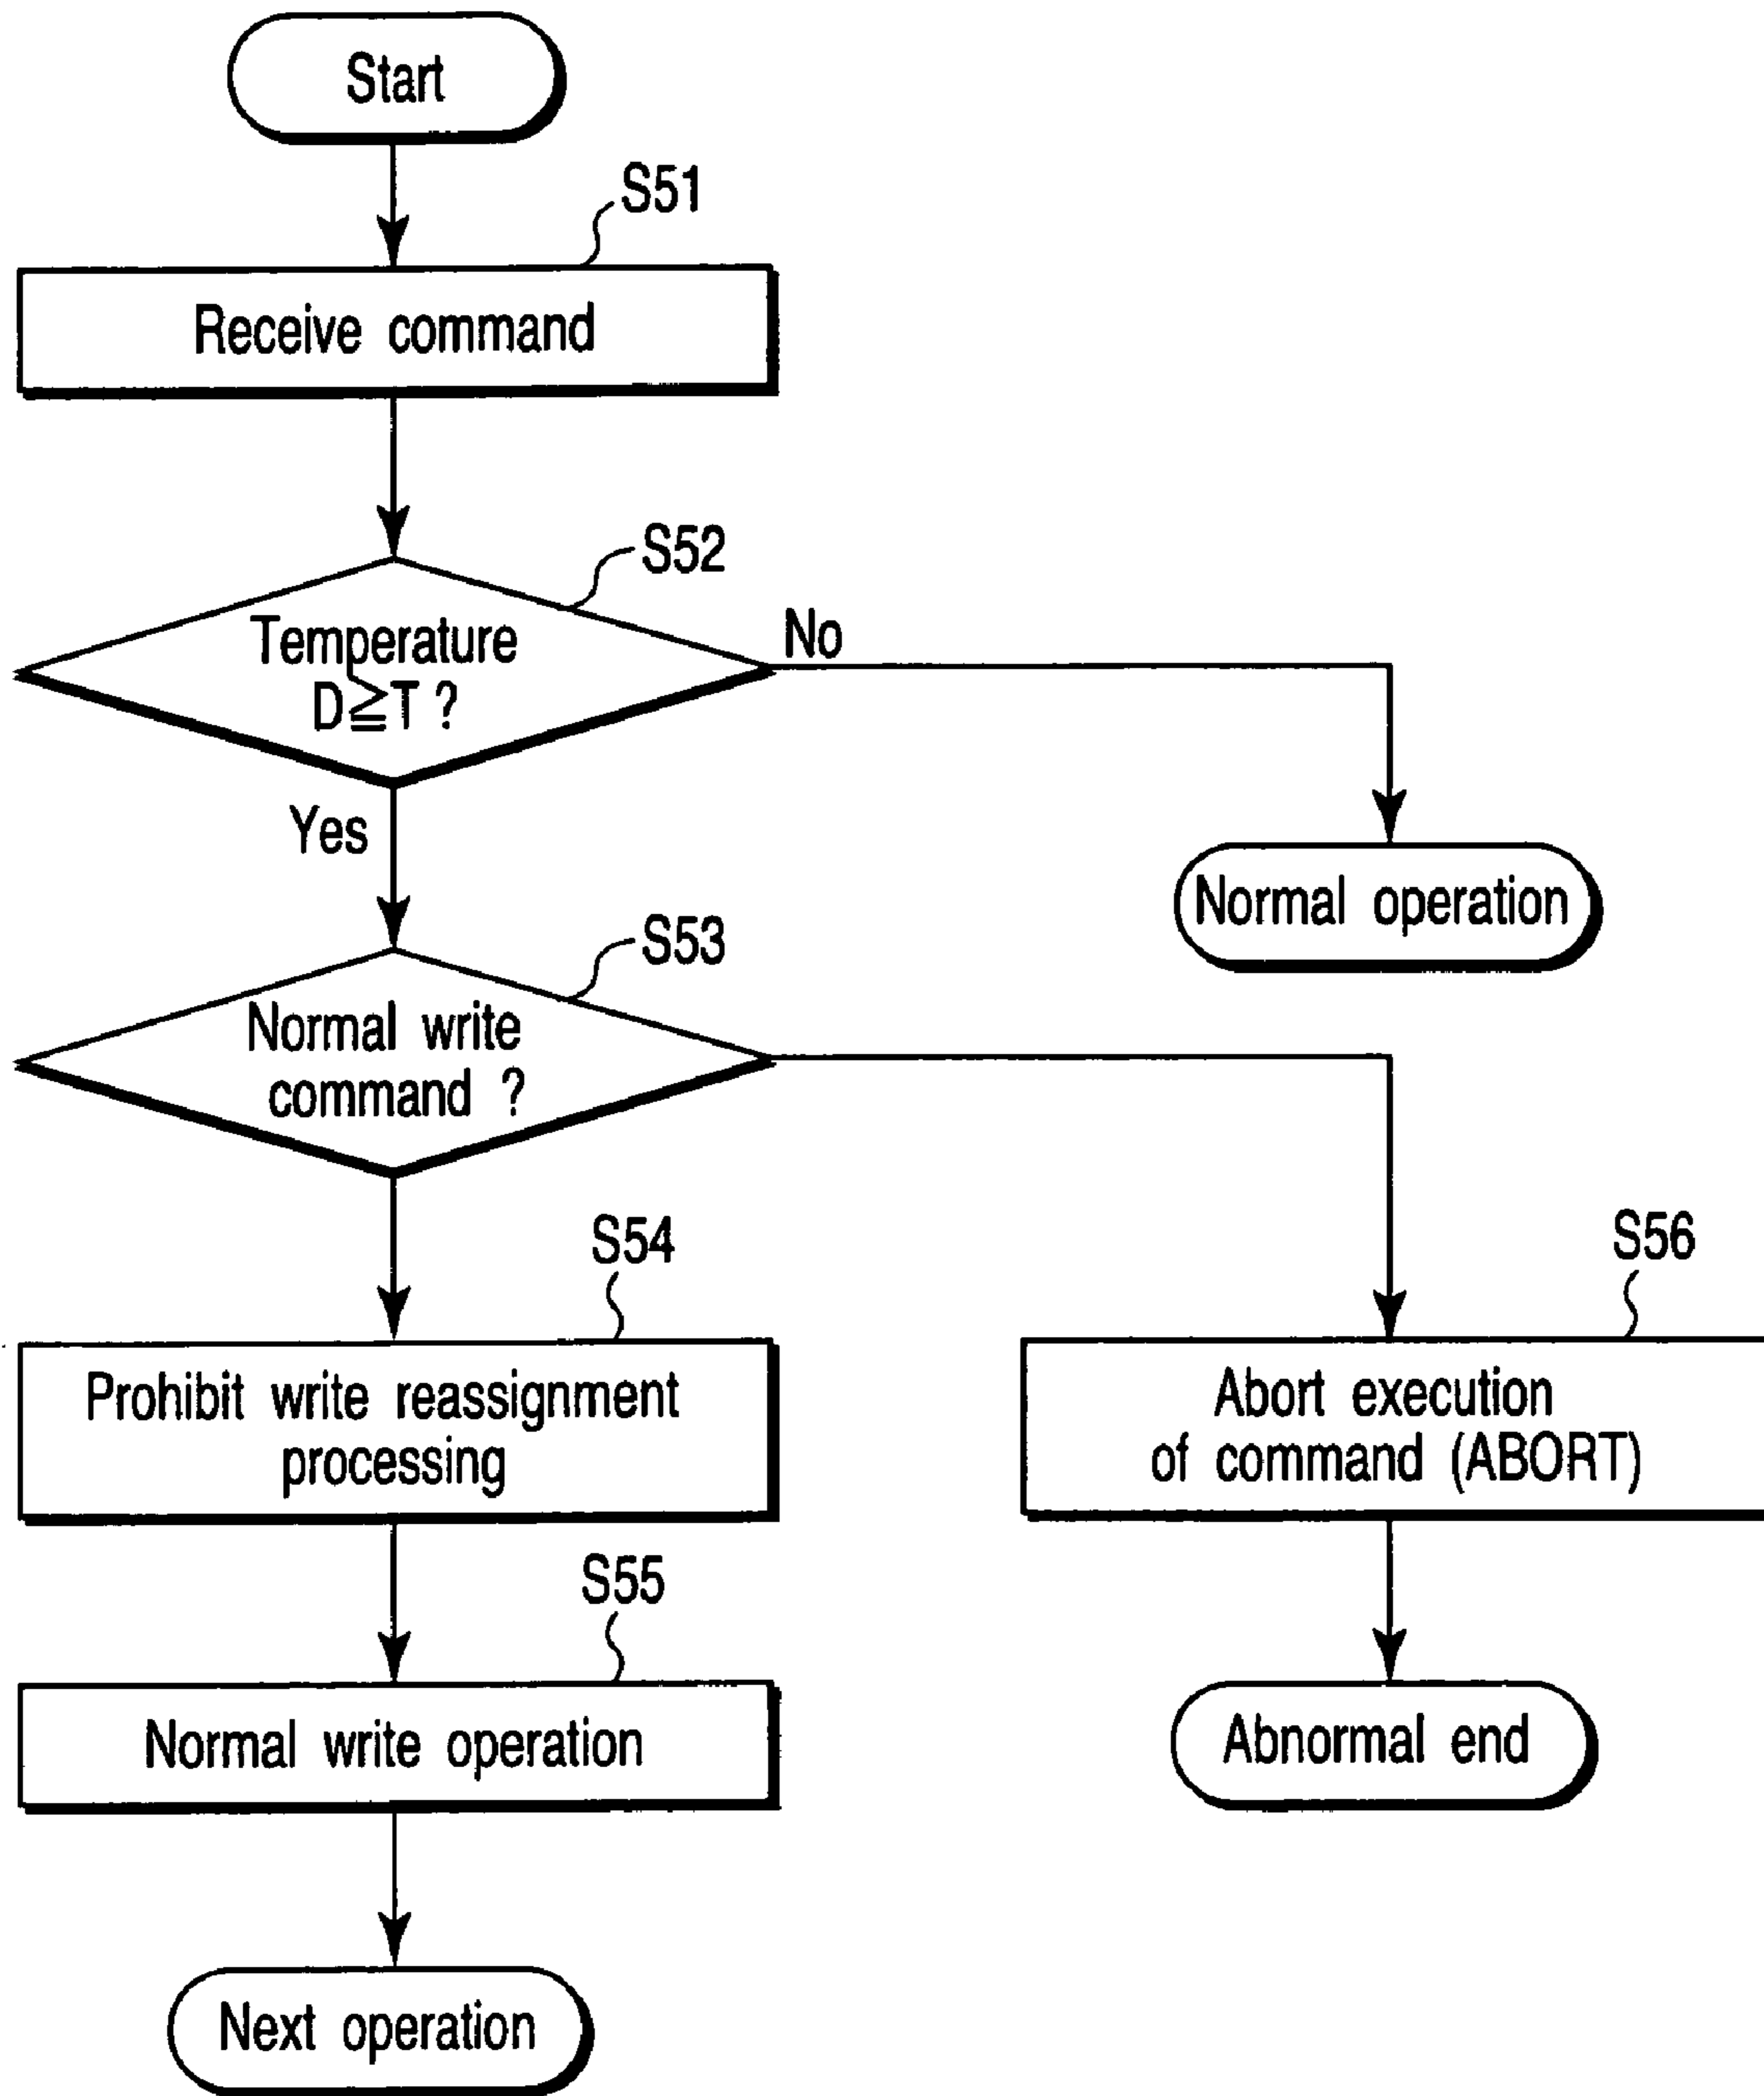 Start
S51
Receive command
S52
Temperature
D≧T ?
No
Yes
Normal operation
S53
Normal write
command ?
S54
S56
Prohibit write reassignment
processing
Abort execution
of command (ABORT)
S55
Normal write operation
Abnormal end
Next operation